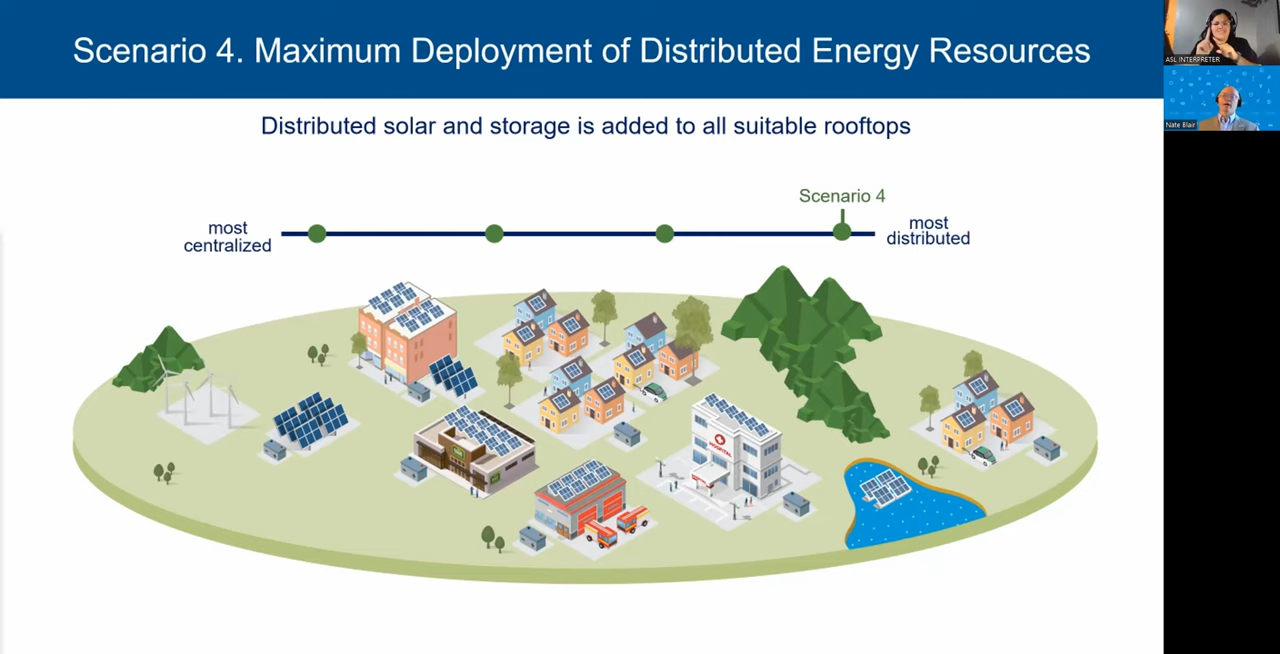 Scenario 4. Maximum Deployment of Distributed Energy Resources
Distributed solar and storage is added to all suitable rooftops
Scenario 4
most
centralized
most
distributed
HOSPITAL
ASL INTERPRETER
Nate Blair